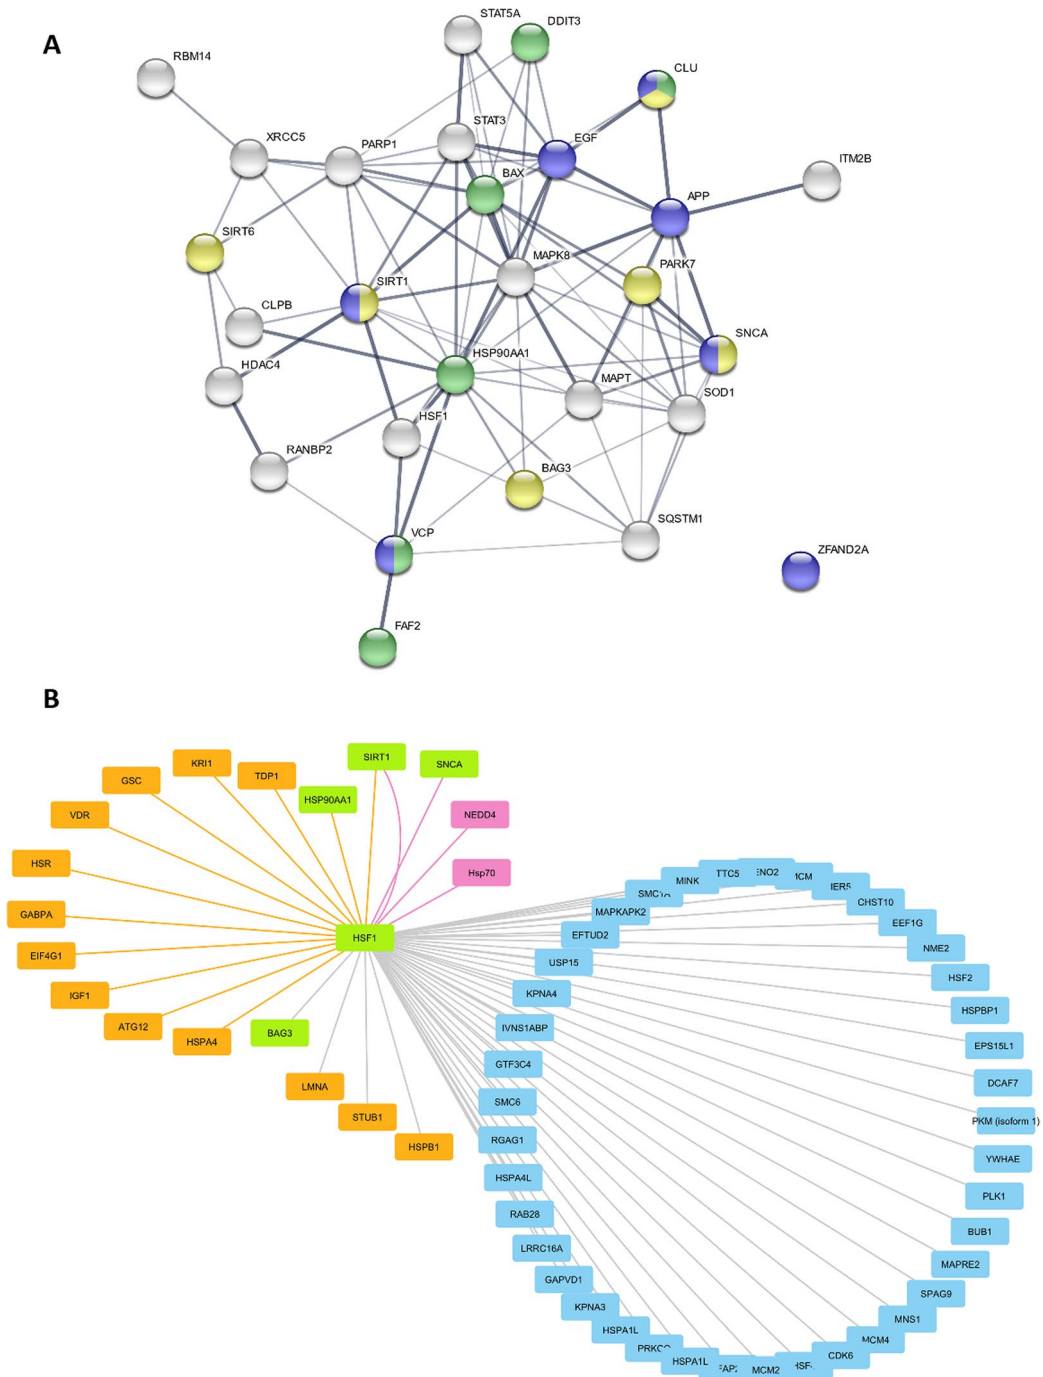 A
STAT5A
DDIT3
RBM14
CLU
XRCC5
PARP1
STAT3
EGF
ITM2B
BAX
APP
SIRT6
MAPK8
PARK7
SIRT1
CLPB
SNCA
HDAC4
HSP90AA1
MAPT
SOD1
HSF1
RANBP2
BAG3
SQSTM1
VCP
ZFAND2A
FAF2
B
KRI1
SIRT1
SNCA
GSC
TDP1
HSP90AA1
VDR
NEDD4
HSR
Hsp70
GABPA
HSF1
EIF4G1
IGF1
ATG12
HSPA4
BAG3
LMNA
STUB1
HSPB1
TTC5
ENO2
MCM
MINK
IER5
SMC1A
CHST10
MAPKAPK2
EEF1G
EFTUD2
NME2
USP15
HSF2
KPNA4
HSPBP1
IVNS1ABP
EPS15L1
GTF3C4
DCAF7
SMC6
PKM (isoform 1)
RGAG1
YWHAE
HSPA4L
PLK1
RAB28
BUB1
LRRC16A
MAPRE2
GAPVD1
SPAG9
KPNA3
MNS1
HSPA1L
MCM4
CDK6
HSPA1L
MCM2